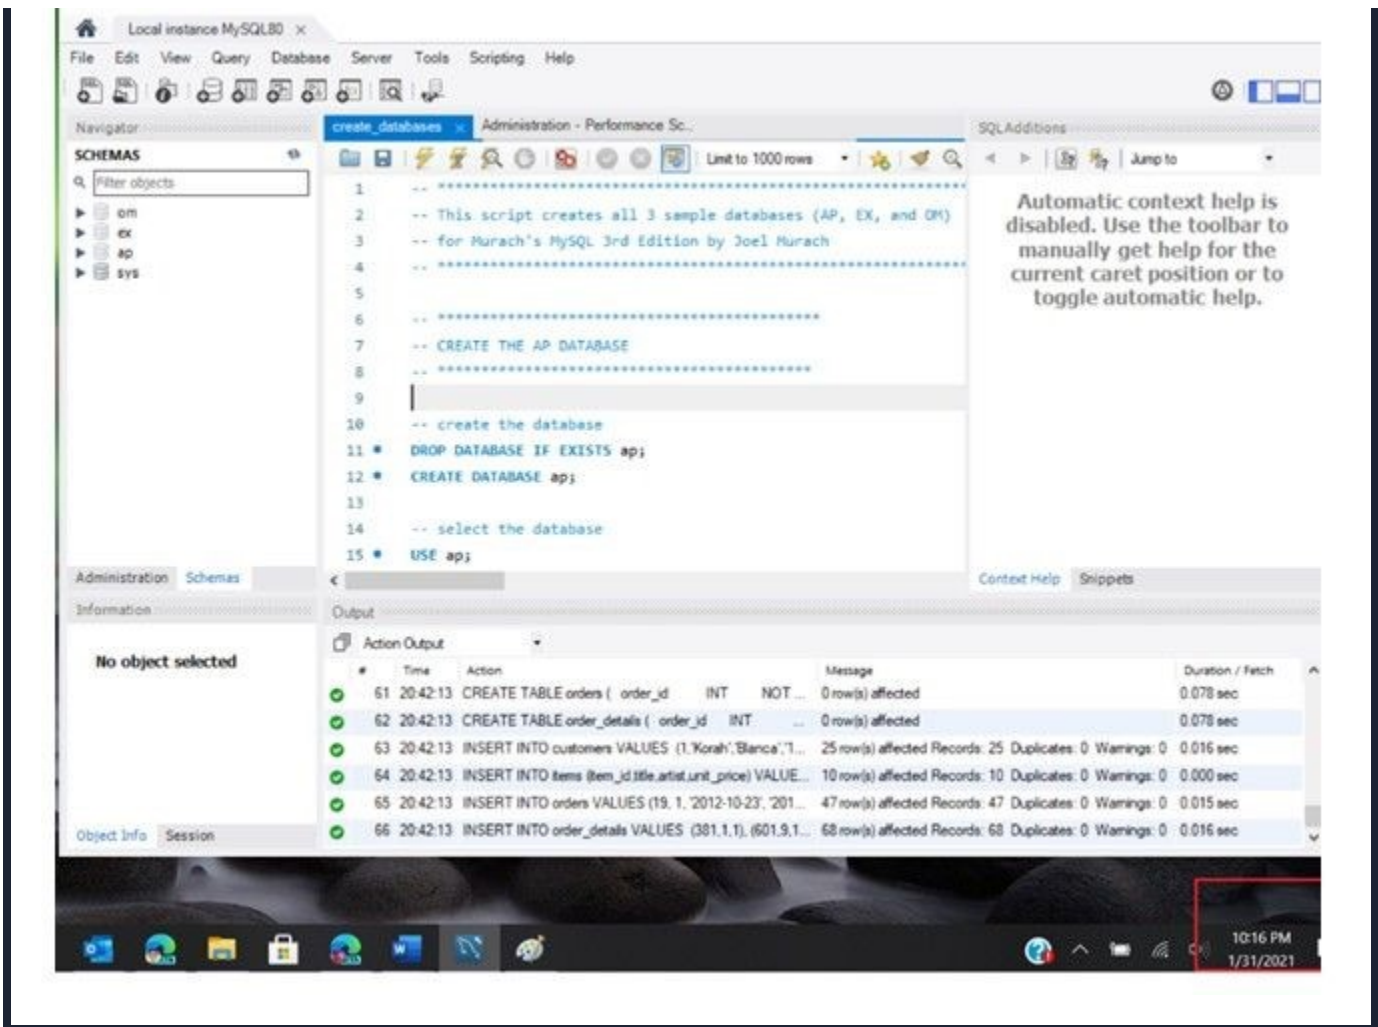 Local instance MySQL80 ×
File Edit View Query Database Server Tools Scripting Help
Navigator
SCHEMAS
Filter objects
om
ex
ap
sys
Administration Schemas
Information
No object selected
Object Info Session
create_databases × Administration - Performance Sc...
Limit to 1000 rows
1 -- ****************************************************************
2 -- This script creates all 3 sample databases (AP, EX, and OM)
3 -- for Murach's MySQL 3rd Edition by Joel Murach
4 -- ****************************************************************
5
6 -- ********************************************
7 -- CREATE THE AP DATABASE
8 -- *******************************************
9
10 -- create the database
11 DROP DATABASE IF EXISTS ap;
12 CREATE DATABASE ap;
13
14 -- select the database
15 USE ap;
SQLAdditions
Jump to
Automatic context help is
disabled. Use the toolbar to
manually get help for the
current caret position or to
toggle automatic help.
Context Help Snippets
Output
Action Output
# Time Action Message Duration / Fetch
61 20:42:13 CREATE TABLE orders ( order_id INT NOT ... 0 row(s) affected 0.078 sec
62 20:42:13 CREATE TABLE order_details ( order_id INT ... 0 row(s) affected 0.078 sec
63 20:42:13 INSERT INTO customers VALUES (1,'Korah','Blanca','1... 25 row(s) affected Records: 25 Duplicates: 0 Warnings: 0 0.016 sec
64 20:42:13 INSERT INTO items (item_id,title,artist,unit_price) VALUE... 10 row(s) affected Records: 10 Duplicates: 0 Warnings: 0 0.000 sec
65 20:42:13 INSERT INTO orders VALUES (19, 1, '2012-10-23', '201... 47 row(s) affected Records: 47 Duplicates: 0 Warnings: 0 0.015 sec
66 20:42:13 INSERT INTO order_details VALUES (381,1,1), (601,9,1... 68 row(s) affected Records: 68 Duplicates: 0 Warnings: 0 0.016 sec
10:16 PM
1/31/2021